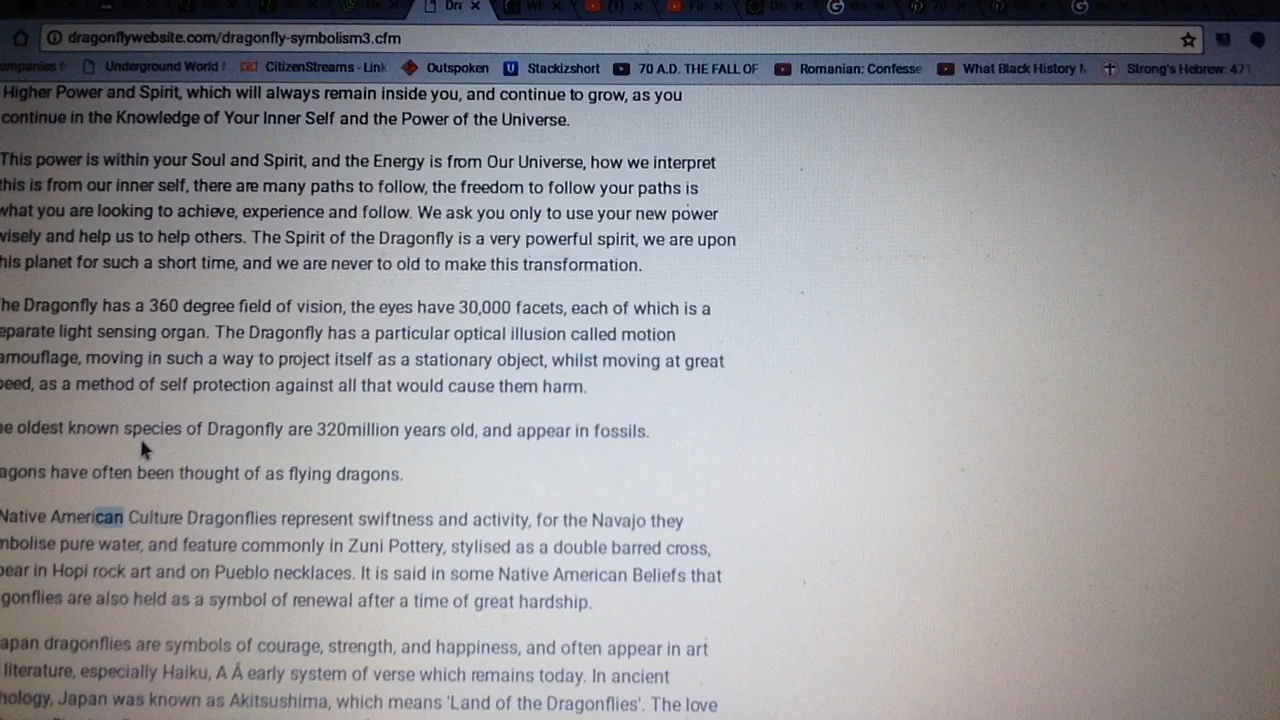 Dra
dragonflywebsite.com/dragonfly-symbolism3.cfm
ompanies f Underground World ! CitizenStreams - Link Outspoken Stackizshort 70 A.D. THE FALL OF Romanian: Confesse What Black History M Strong's Hebrew: 471
Higher Power and Spirit, which will always remain inside you, and continue to grow, as you
continue in the Knowledge of Your Inner Self and the Power of the Universe.
This power is within your Soul and Spirit, and the Energy is from Our Universe, how we interpret
this is from our inner self, there are many paths to follow, the freedom to follow your paths is
what you are looking to achieve, experience and follow. We ask you only to use your new power
wisely and help us to help others. The Spirit of the Dragonfly is a very powerful spirit, we are upon
his planet for such a short time, and we are never to old to make this transformation.
he Dragonfly has a 360 degree field of vision, the eyes have 30,000 facets, each of which is a
eparate light sensing organ. The Dragonfly has a particular optical illusion called motion
amouflage, moving in such a way to project itself as a stationary object, whilst moving at great
peed, as a method of self protection against all that would cause them harm.
he oldest known species of Dragonfly are 320million years old, and appear in fossils.
agons have often been thought of as flying dragons.
Native American Culture Dragonflies represent swiftness and activity, for the Navajo they
mbolise pure water, and feature commonly in Zuni Pottery, stylised as a double barred cross,
pear in Hopi rock art and on Pueblo necklaces. It is said in some Native American Beliefs that
gonflies are also held as a symbol of renewal after a time of great hardship.
apan dragonflies are symbols of courage, strength, and happiness, and often appear in art
literature, especially Haiku, A Á early system of verse which remains today. In ancient
hology, Japan was known as Akitsushima, which means 'Land of the Dragonflies'. The love